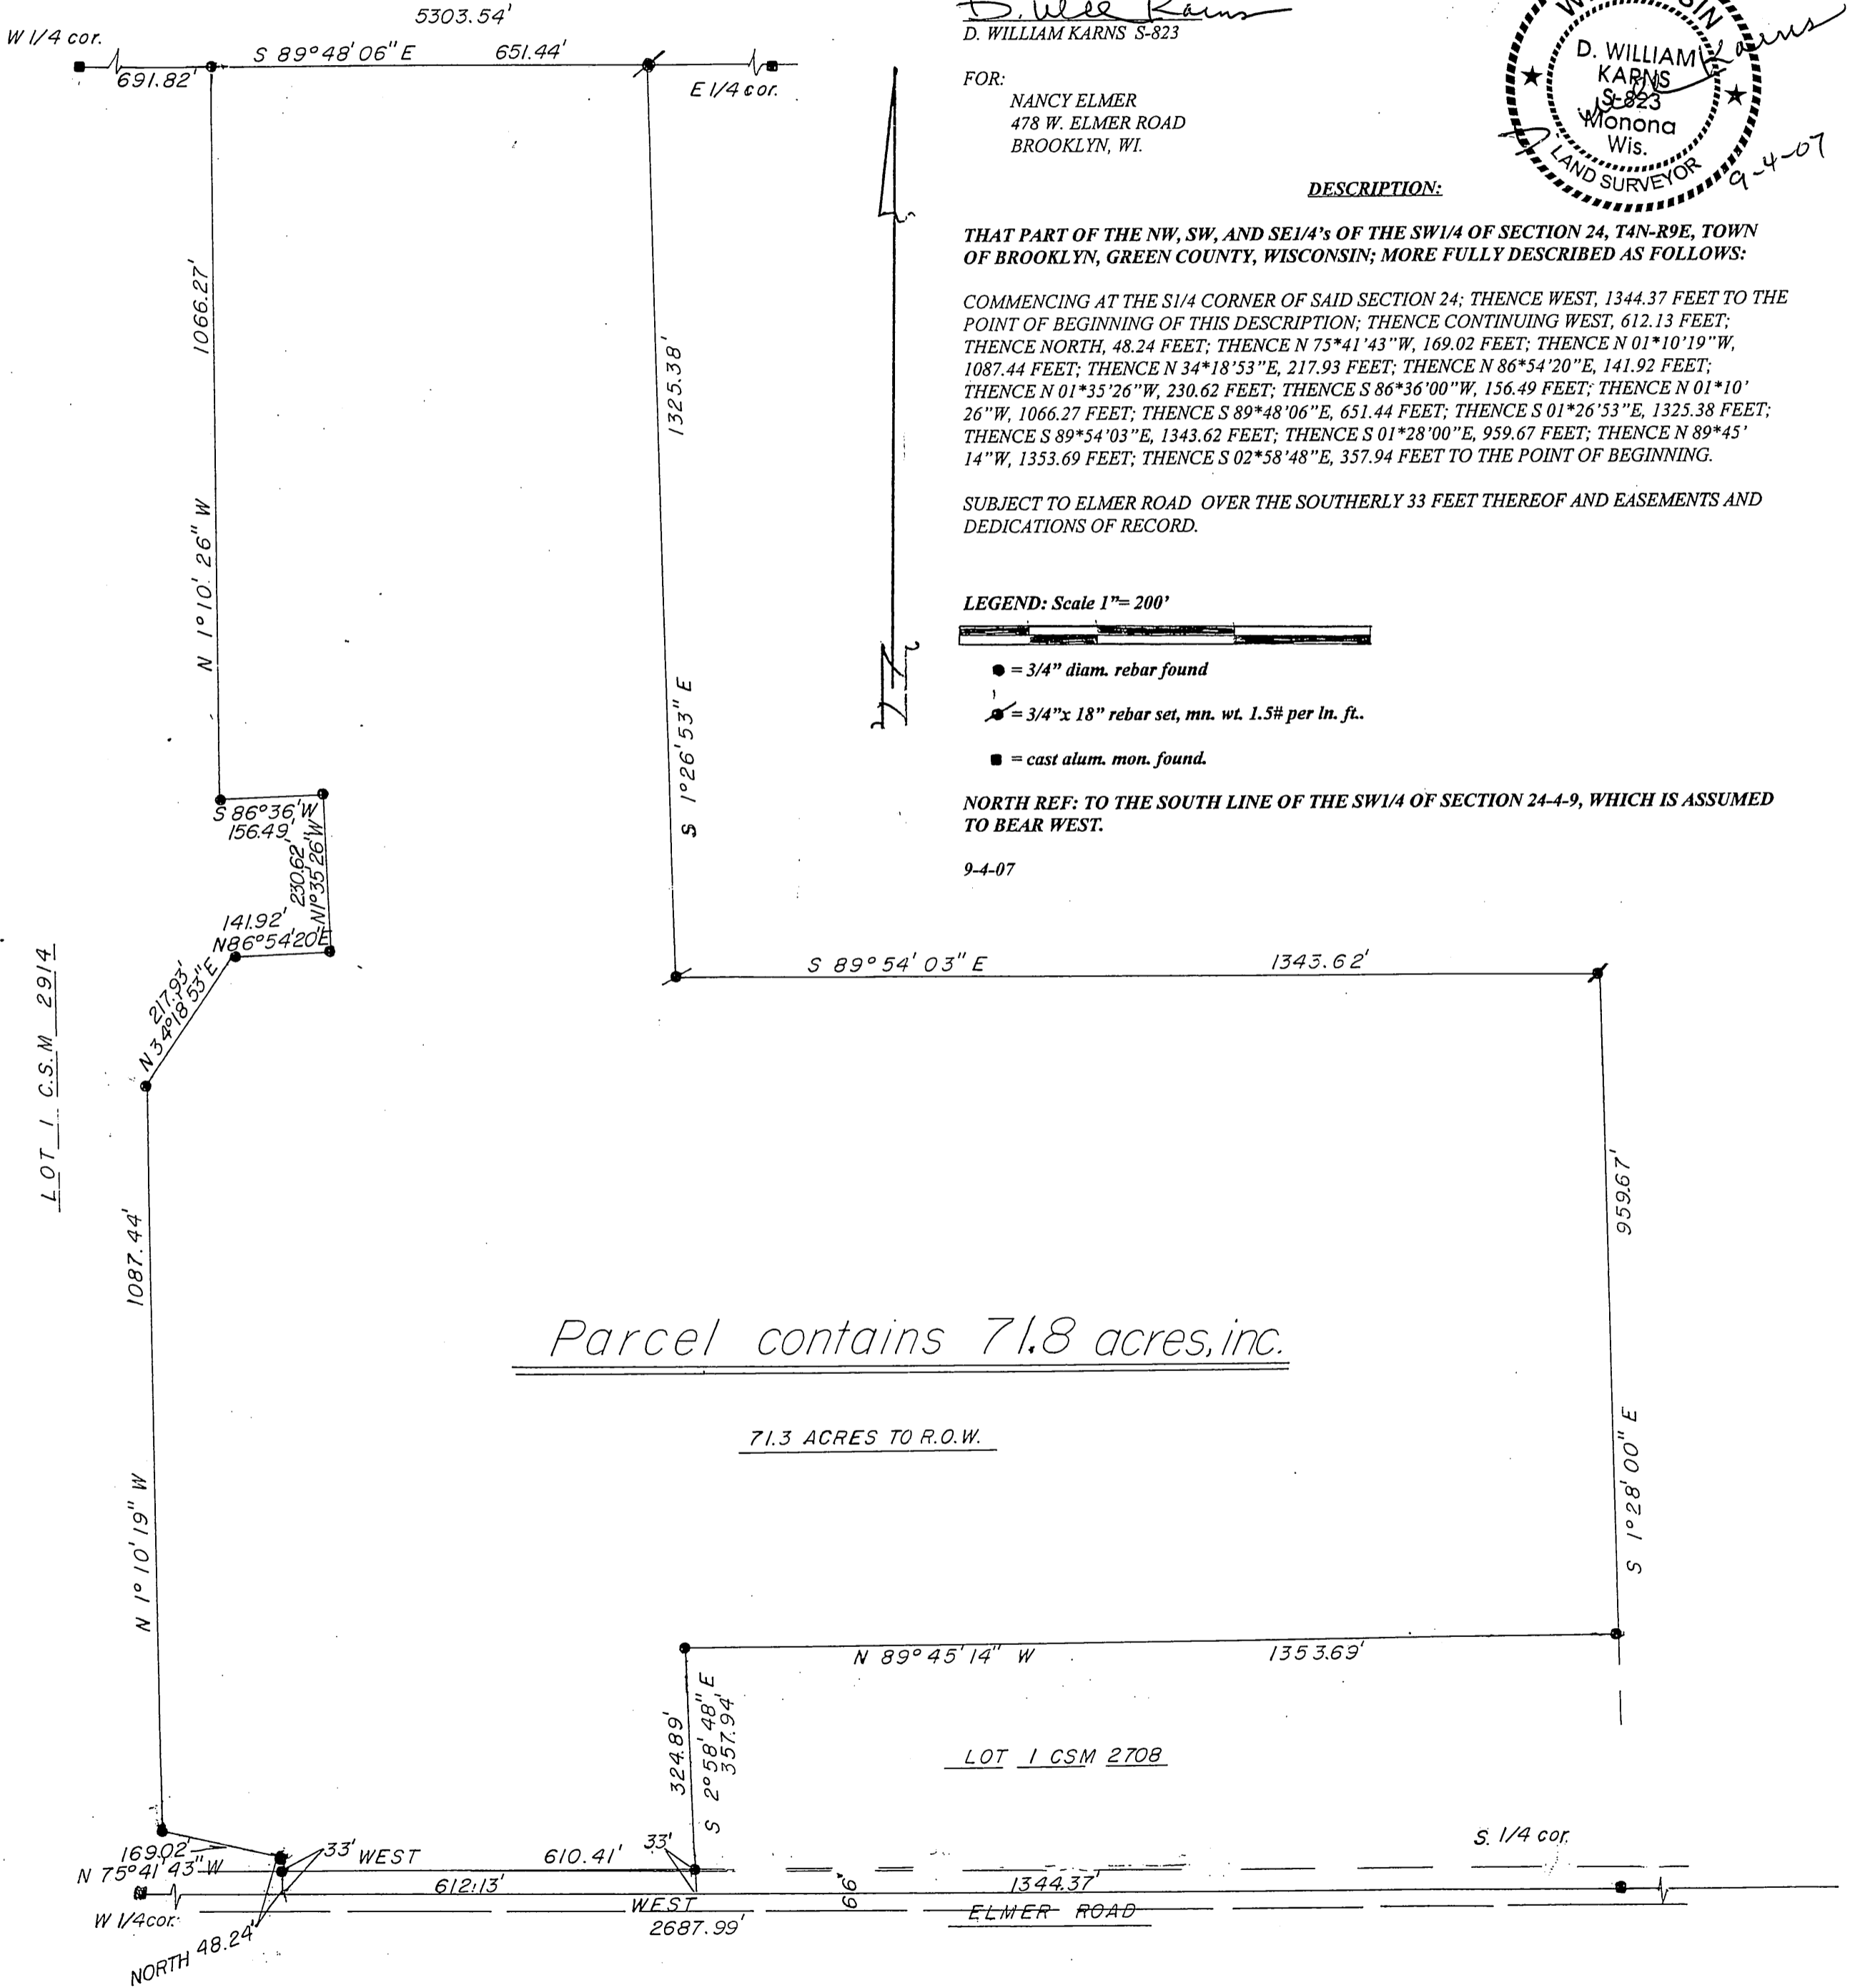 5303.54'
W 1/4 cor.
S 89°48'06" E 651.44'
691.82'
E 1/4 cor.
1066.27'
N 1°10'26" W
1325.38'
S 1°26'53" E
D. Will Karns
D. WILLIAM KARNS S-823
FOR:
NANCY ELMER
478 W. ELMER ROAD
BROOKLYN, WI.
D. WILLIAM
KARNS
S-823
Monona
Wis.
LAND SURVEYOR
9-4-07
DESCRIPTION:
THAT PART OF THE NW, SW, AND SE1/4's OF THE SW1/4 OF SECTION 24, T4N-R9E, TOWN
OF BROOKLYN, GREEN COUNTY, WISCONSIN; MORE FULLY DESCRIBED AS FOLLOWS:
COMMENCING AT THE S1/4 CORNER OF SAID SECTION 24; THENCE WEST, 1344.37 FEET TO THE
POINT OF BEGINNING OF THIS DESCRIPTION; THENCE CONTINUING WEST, 612.13 FEET;
THENCE NORTH, 48.24 FEET; THENCE N 75*41'43"W, 169.02 FEET; THENCE N 01*10'19"W,
1087.44 FEET; THENCE N 34*18'53"E, 217.93 FEET; THENCE N 86*54'20"E, 141.92 FEET;
THENCE N 01*35'26"W, 230.62 FEET; THENCE S 86*36'00"W, 156.49 FEET; THENCE N 01*10'
26"W, 1066.27 FEET; THENCE S 89*48'06"E, 651.44 FEET; THENCE S 01*26'53"E, 1325.38 FEET;
THENCE S 89*54'03"E, 1343.62 FEET; THENCE S 01*28'00"E, 959.67 FEET; THENCE N 89*45'
14"W, 1353.69 FEET; THENCE S 02*58'48"E, 357.94 FEET TO THE POINT OF BEGINNING.
SUBJECT TO ELMER ROAD OVER THE SOUTHERLY 33 FEET THEREOF AND EASEMENTS AND
DEDICATIONS OF RECORD.
LEGEND: Scale 1"= 200'
= 3/4" diam. rebar found
= 3/4"x 18" rebar set, mn. wt. 1.5# per ln. ft..
= cast alum. mon. found.
NORTH REF: TO THE SOUTH LINE OF THE SW1/4 OF SECTION 24-4-9, WHICH IS ASSUMED
TO BEAR WEST.
9-4-07
S 86°36'W
156.49'
230.62'
N1°35'26"W
141.92'
N86°54'20"E
217.93'
N 34°18'53"E
LOT 1 C.S.M 2914
S 89°54'03" E 1343.62'
1087.44'
N 1°10'19" W
959.67'
S 1°28'00" E
Parcel contains 71.8 acres, inc.
71.3 ACRES TO R.O.W.
N 89°45'14" W 1353.69'
324.89'
S 2°58'48" E
357.94'
LOT 1 CSM 2708
S. 1/4 cor.
169.02'
N 75°41'43" W
33' WEST 610.41' 33'
612.13'
1344.37'
66'
W 1/4 cor.
WEST
2687.99'
ELMER ROAD
NORTH 48.24'